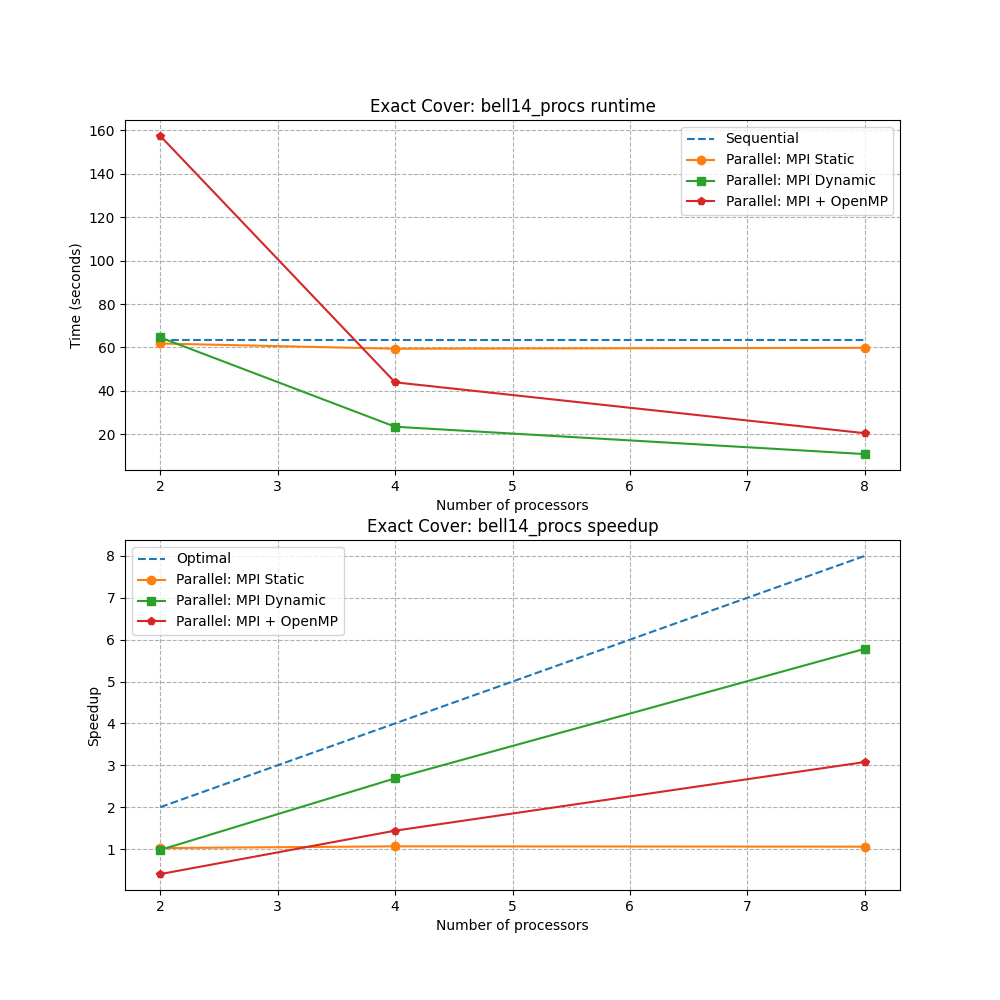 Exact Cover: bell14_procs runtime
160
140
120
100
80
60
40
20
Time (seconds)
Sequential
Parallel: MPI Static
Parallel: MPI Dynamic
Parallel: MPI + OpenMP
2 3 4 5 6 7 8
Number of processors
Exact Cover: bell14_procs speedup
8
7
6
5
4
3
2
1
Speedup
Optimal
Parallel: MPI Static
Parallel: MPI Dynamic
Parallel: MPI + OpenMP
2 3 4 5 6 7 8
Number of processors